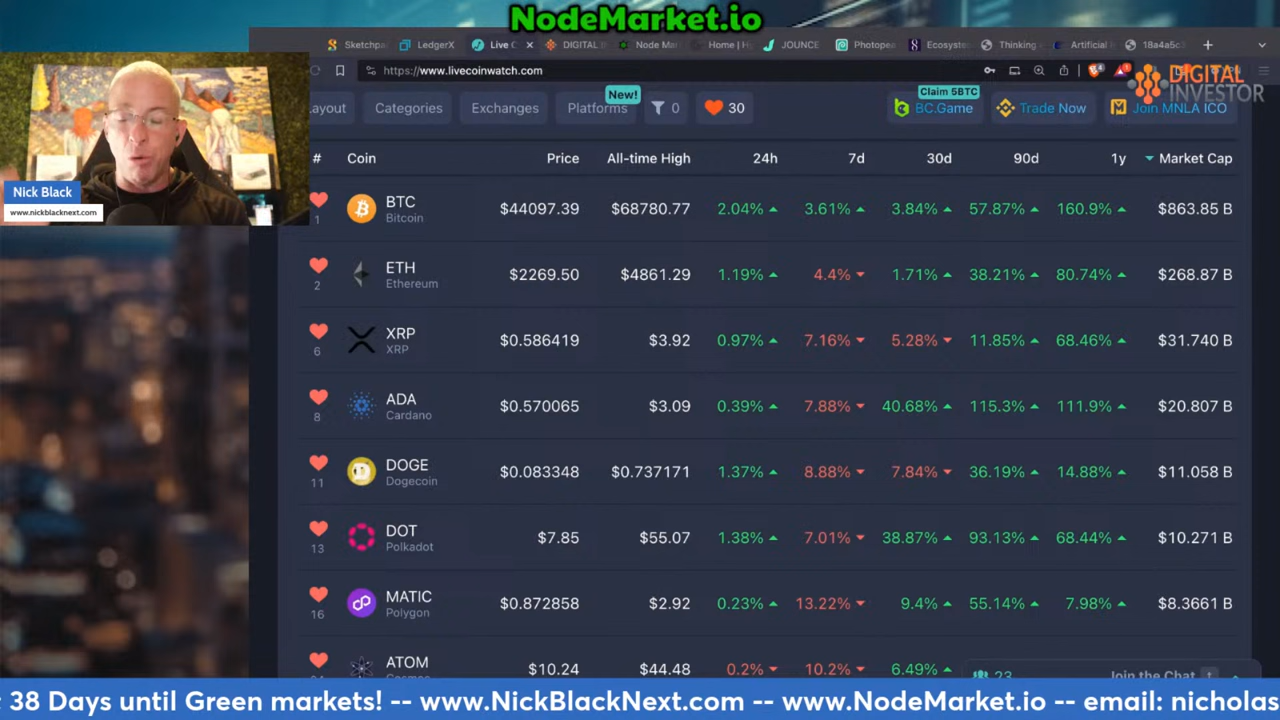 NodeMarket.io
Sketchpa
LedgerX
Live C
DIGITAL D
Node Mar
Home | H
JOUNCE
Photopea
Ecosyste
Thinking
Artificial
18a4a5c
https://www.livecoinwatch.com
DIGITAL
INVESTOR
ayout
Categories
Exchanges
New!
Platforms
0
30
Claim 5BTC
BC.Game
Trade Now
Join MNLA ICO
# Coin Price All-time High 24h 7d 30d 90d 1y Market Cap
Nick Black
www.nickblacknext.com
BTC
1 Bitcoin $44097.39 $68780.77 2.04% 3.61% 3.84% 57.87% 160.9% $863.85 B
ETH
2 Ethereum $2269.50 $4861.29 1.19% 4.4% 1.71% 38.21% 80.74% $268.87 B
XRP
6 XRP $0.586419 $3.92 0.97% 7.16% 5.28% 11.85% 68.46% $31.740 B
ADA
8 Cardano $0.570065 $3.09 0.39% 7.88% 40.68% 115.3% 111.9% $20.807 B
DOGE
11 Dogecoin $0.083348 $0.737171 1.37% 8.88% 7.84% 36.19% 14.88% $11.058 B
DOT
13 Polkadot $7.85 $55.07 1.38% 7.01% 38.87% 93.13% 68.44% $10.271 B
MATIC
16 Polygon $0.872858 $2.92 0.23% 13.22% 9.4% 55.14% 7.98% $8.3661 B
ATOM $10.24 $44.48 0.2% 10.2% 6.49%
23 Join the Chat
: 38 Days until Green markets! -- www.NickBlackNext.com -- www.NodeMarket.io -- email: nicholas